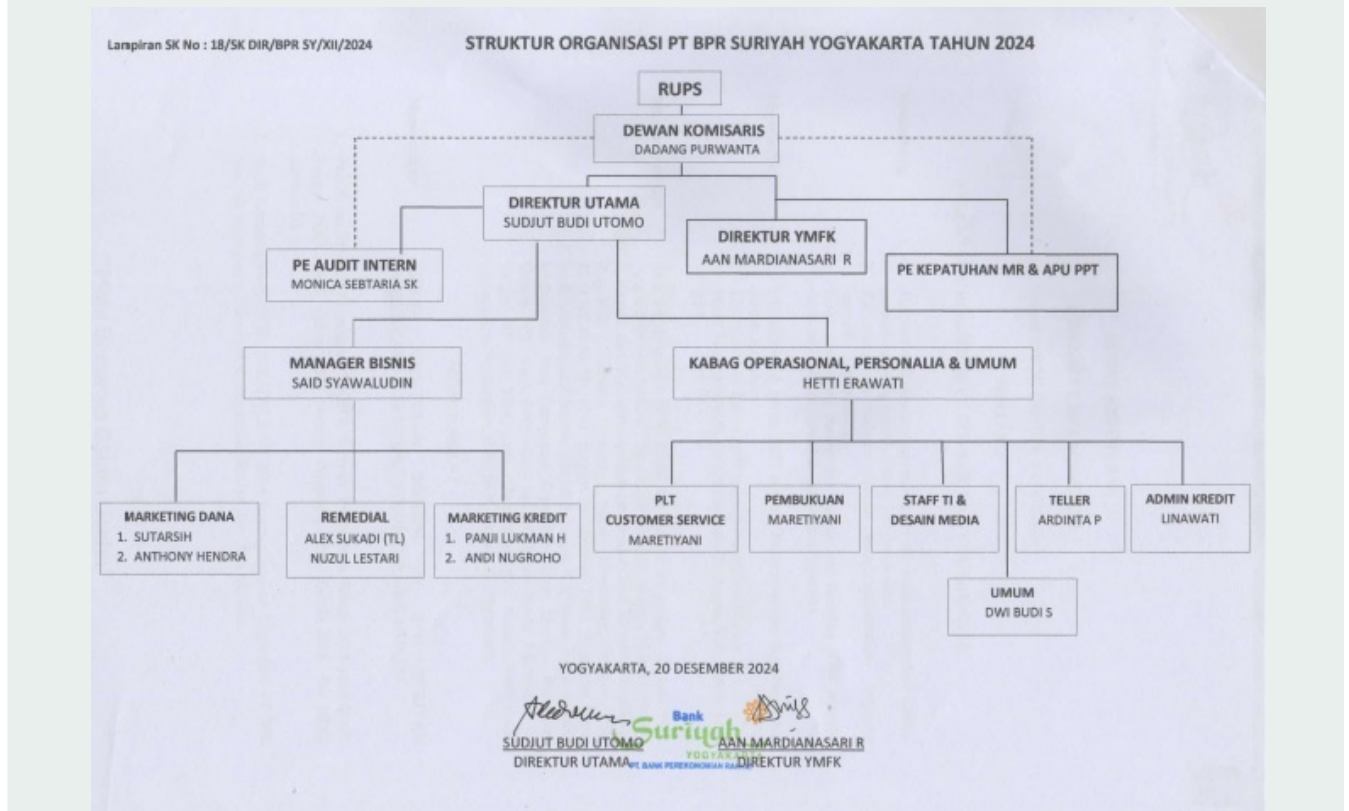 Lampiran SK No : 18/SK DIR/BPR SY/XII/2024
STRUKTUR ORGANISASI PT BPR SURIYAH YOGYAKARTA TAHUN 2024
RUPS
DEWAN KOMISARIS
DADANG PURWANTA
DIREKTUR UTAMA
SUDJUT BUDI UTOMO
DIREKTUR YMFK
AAN MARDIANASARI R
PE AUDIT INTERN
MONICA SEBTARIA SK
PE KEPATUHAN MR & APU PPT
MANAGER BISNIS
SAID SYAWALUDIN
KABAG OPERASIONAL, PERSONALIA & UMUM
HETTI ERAWATI
MARKETING DANA
1. SUTARSIH
2. ANTHONY HENDRA
REMEDIAL
ALEX SUKADI (TL)
NUZUL LESTARI
MARKETING KREDIT
1. PANJI LUKMAN H
2. ANDI NUGROHO
PLT
CUSTOMER SERVICE
MARETIYANI
PEMBUKUAN
MARETIYANI
STAFF TI &
DESAIN MEDIA
TELLER
ARDINTA P
ADMIN KREDIT
LINAWATI
UMUM
DWI BUDI S
YOGYAKARTA, 20 DESEMBER 2024
Bank
Suriyah
YOGYAKARTA
PT. BANK PEREKONOMIAN
SUDJUT BUDI UTOMO
DIREKTUR UTAMA
AAN MARDIANASARI R
DIREKTUR YMFK